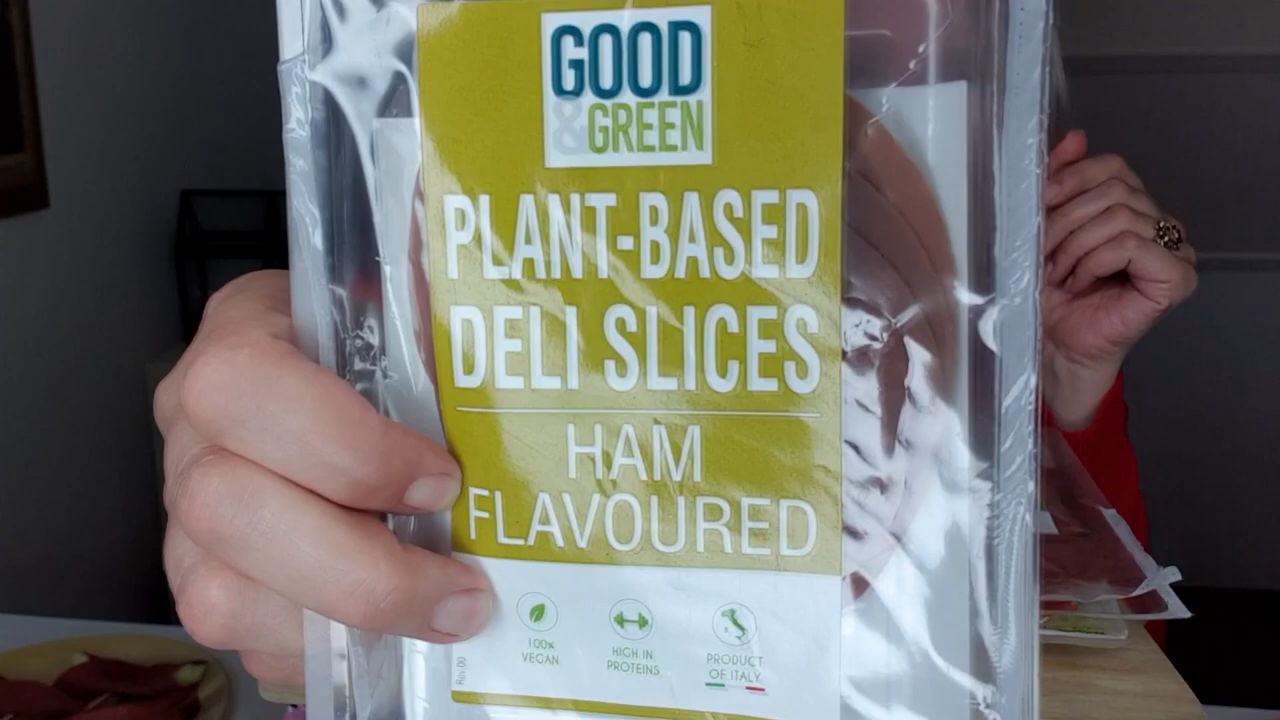 GOOD
& GREEN
PLANT-BASED
DELI SLICES
HAM
FLAVOURED
100%
VEGAN
HIGH IN
PROTEINS
PRODUCT
OF ITALY